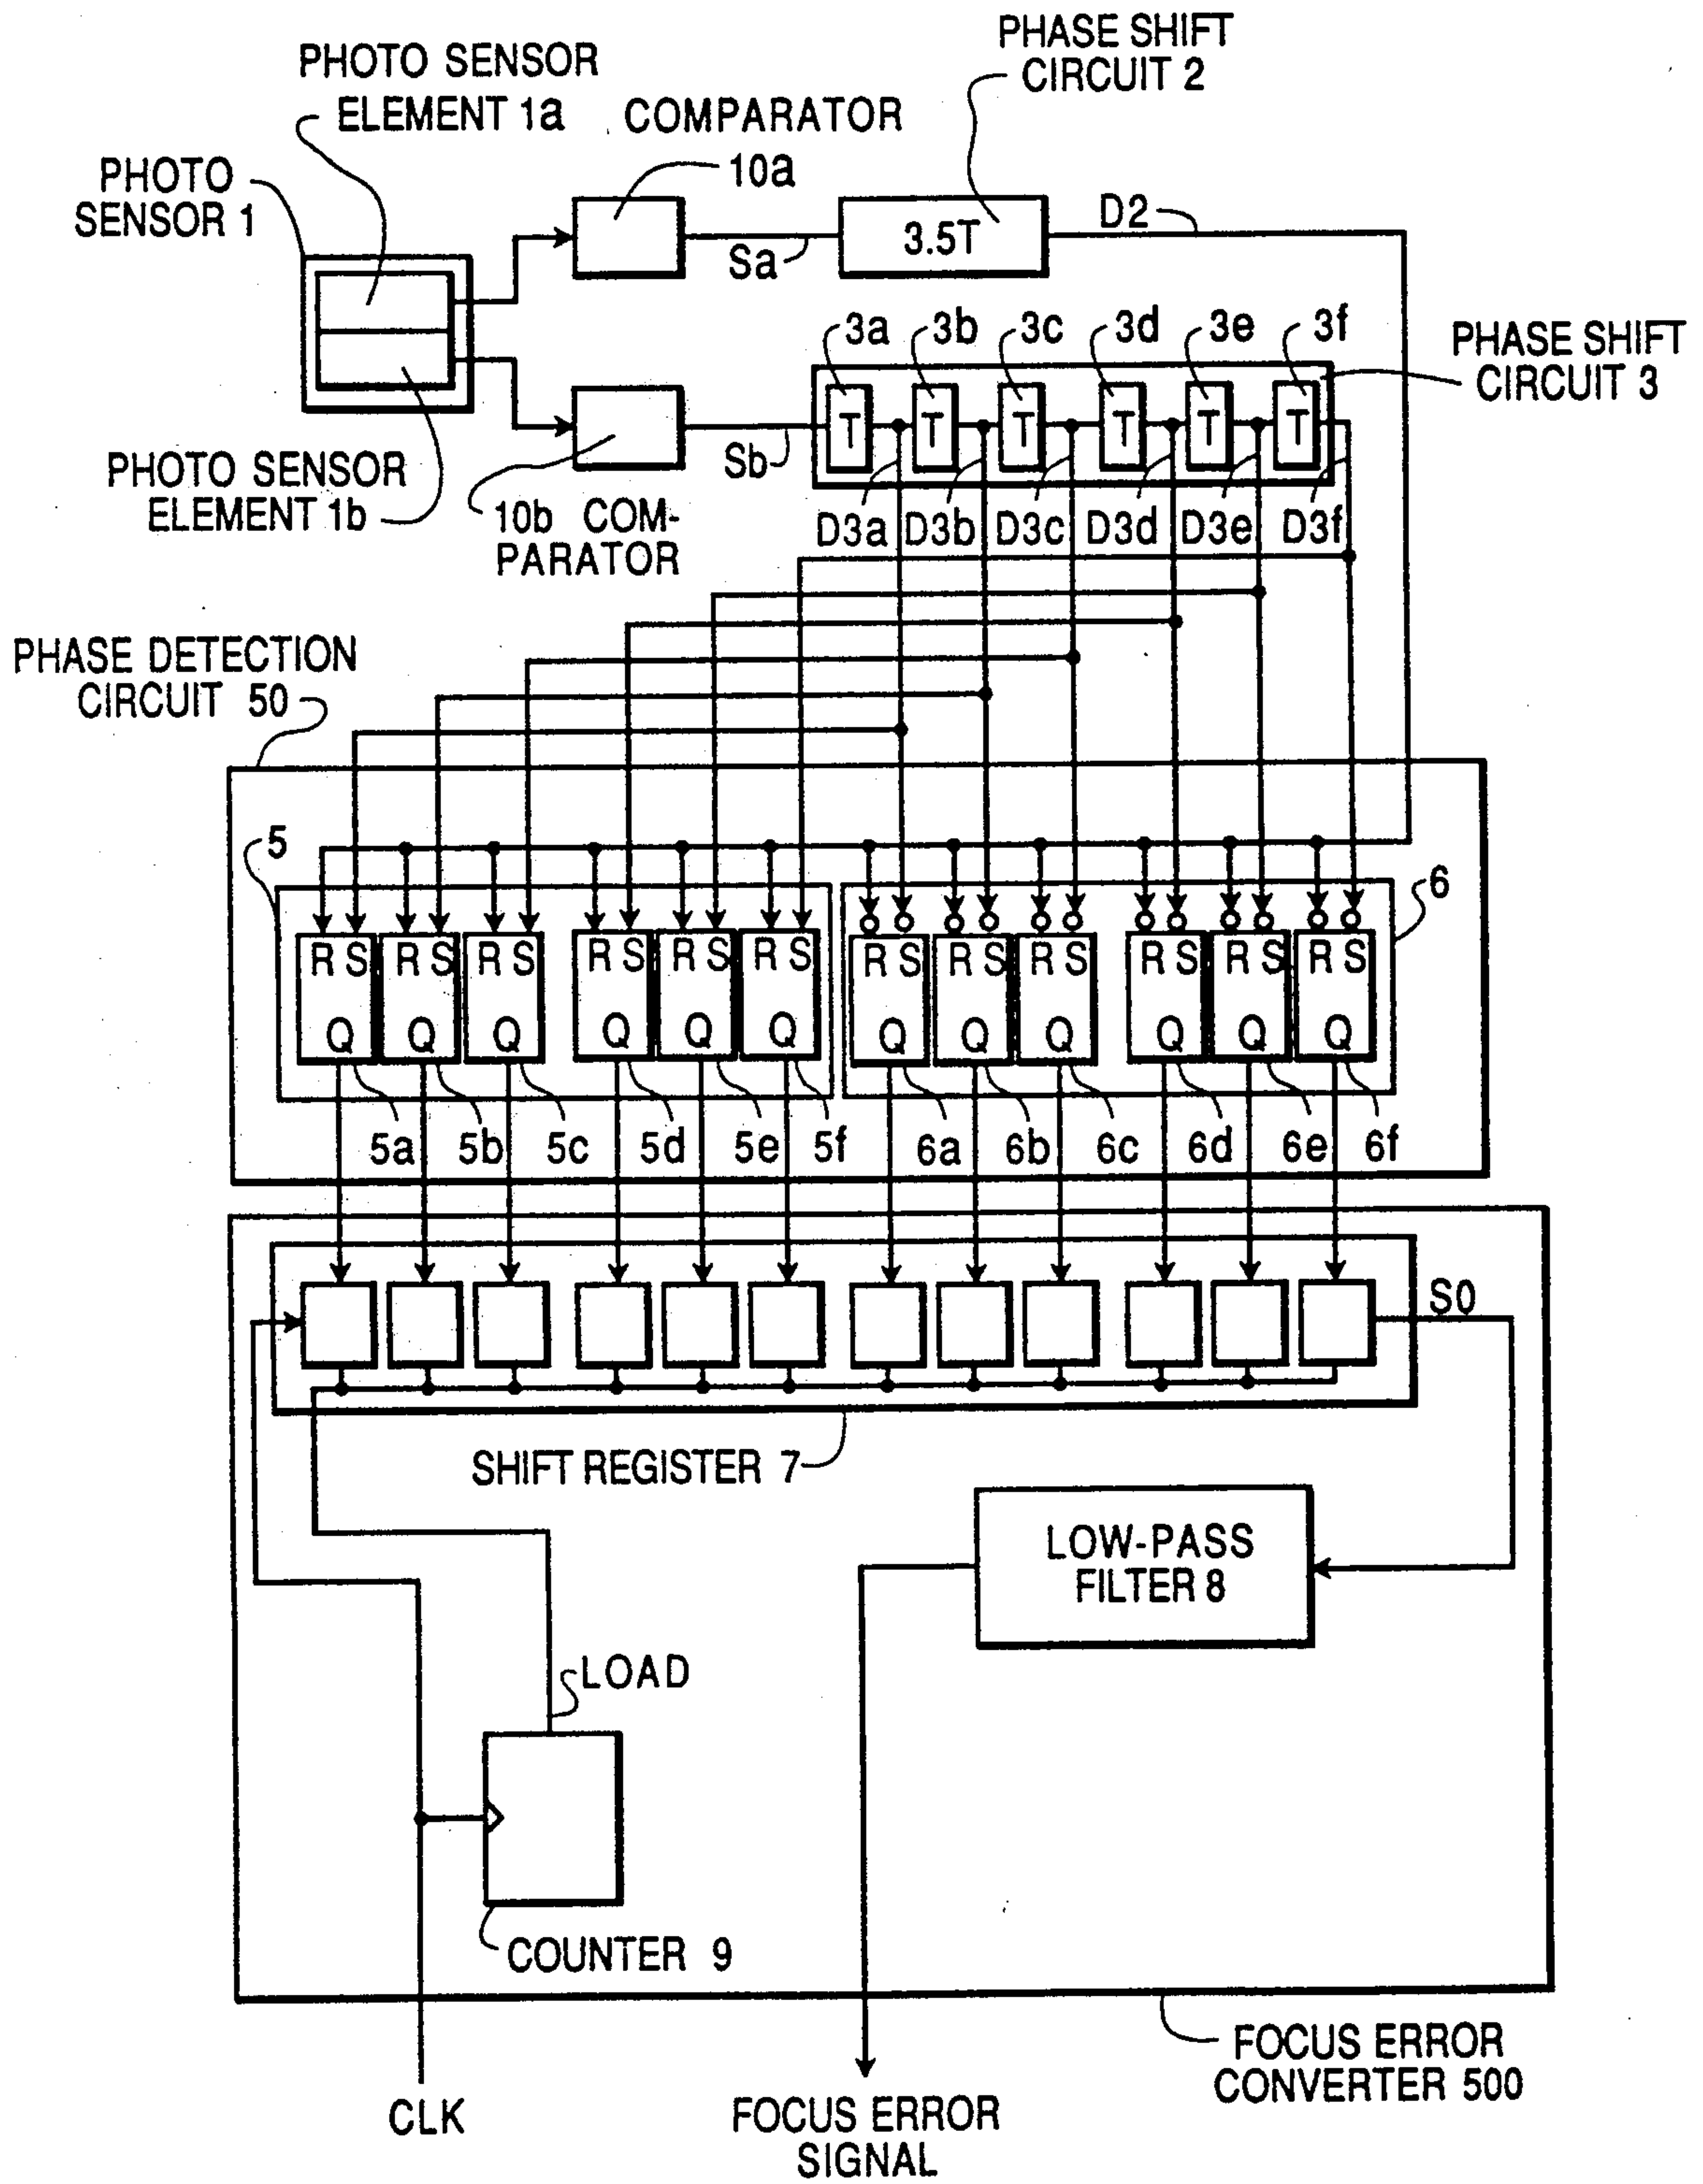 PHASE SHIFT
CIRCUIT 2
PHOTO SENSOR
ELEMENT 1a
COMPARATOR
10a
PHOTO
SENSOR 1
3.5T
D2
Sa
3a 3b 3c 3d 3e 3f
PHASE SHIFT
CIRCUIT 3
T T T T T T
Sb
PHOTO SENSOR
ELEMENT 1b
10b COM-
PARATOR
D3a D3b D3c D3d D3e D3f
PHASE DETECTION
CIRCUIT 50
5
6
R S R S R S R S R S R S R S R S R S R S R S R S
Q Q Q Q Q Q Q Q Q Q Q Q
5a 5b 5c 5d 5e 5f 6a 6b 6c 6d 6e 6f
S0
SHIFT REGISTER 7
LOW-PASS
FILTER 8
LOAD
COUNTER 9
FOCUS ERROR
CONVERTER 500
CLK
FOCUS ERROR
SIGNAL